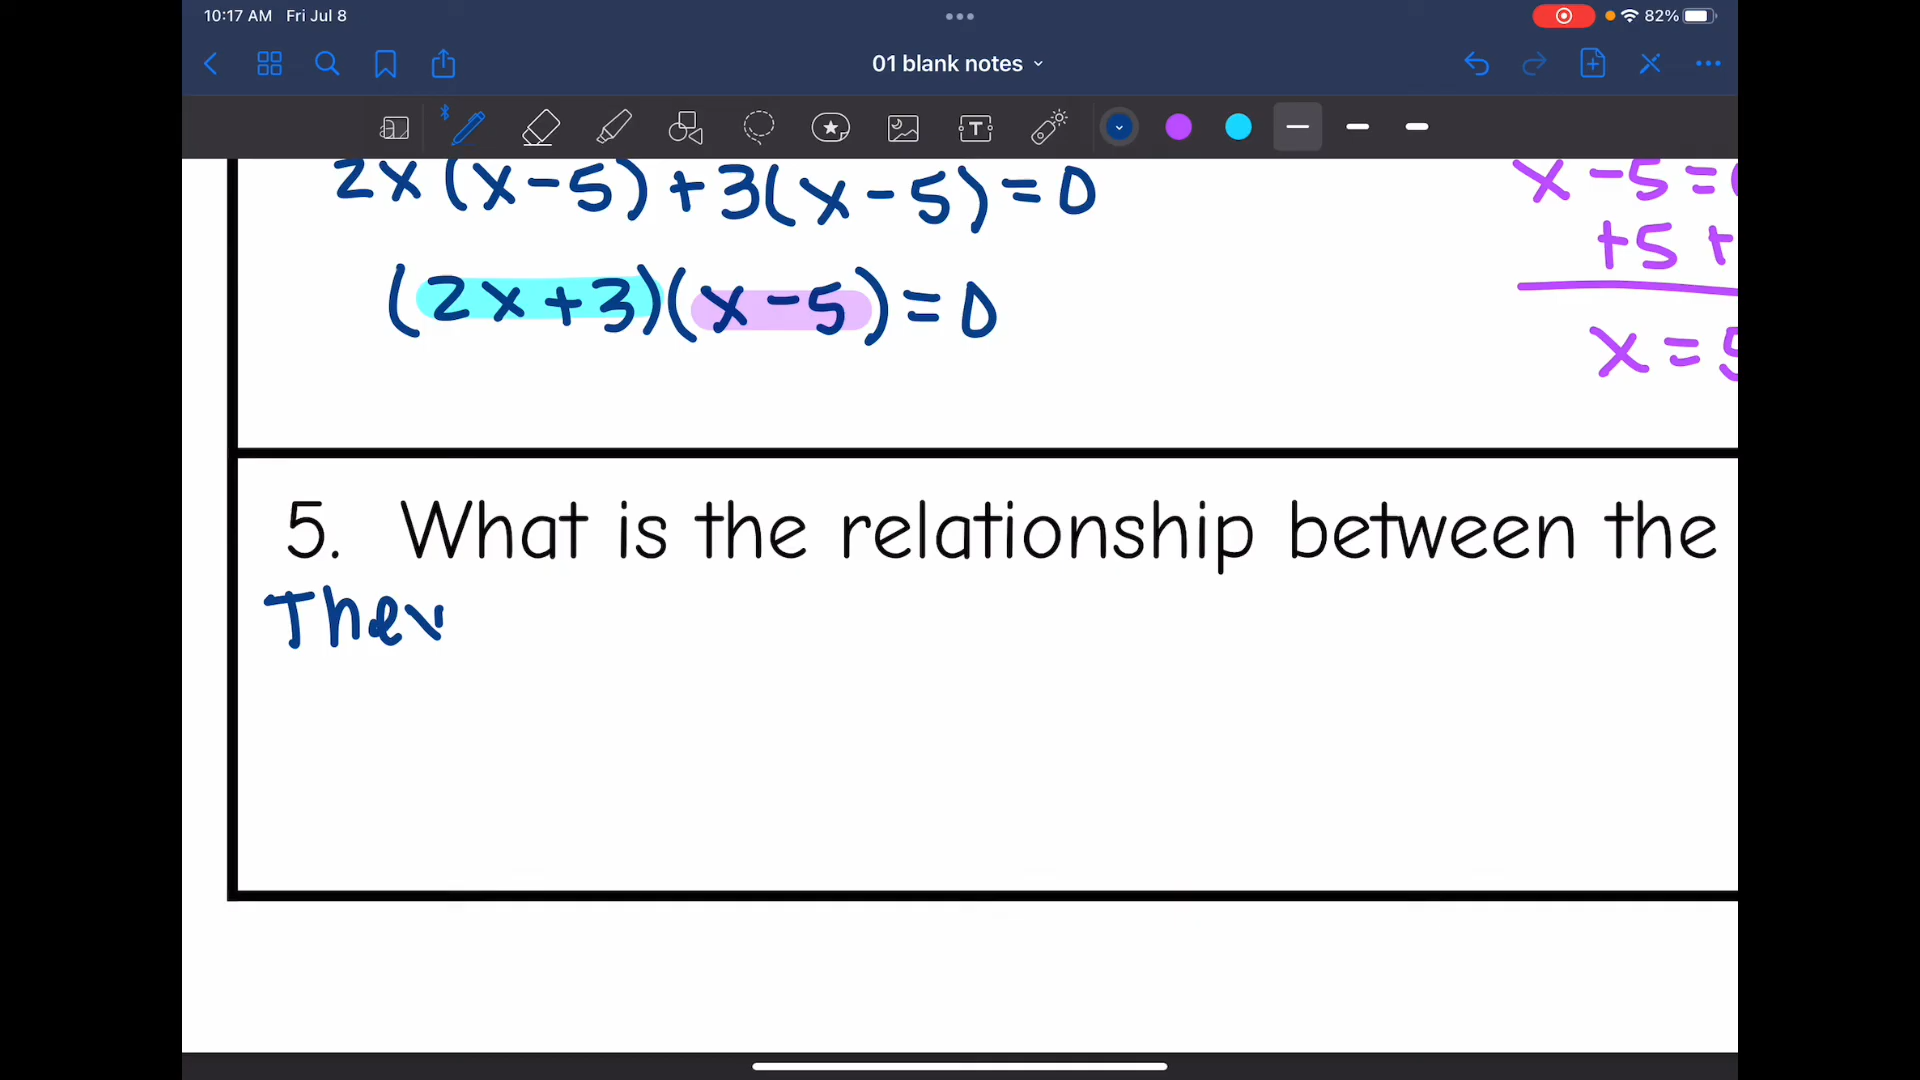 10:17 AM Fri Jul 8
82%
01 blank notes
T
2x(x-5)+3(x-5)=0
(2x+3)(x-5)=0
x-5=
+5 +
x=5
5. What is the relationship between the
The